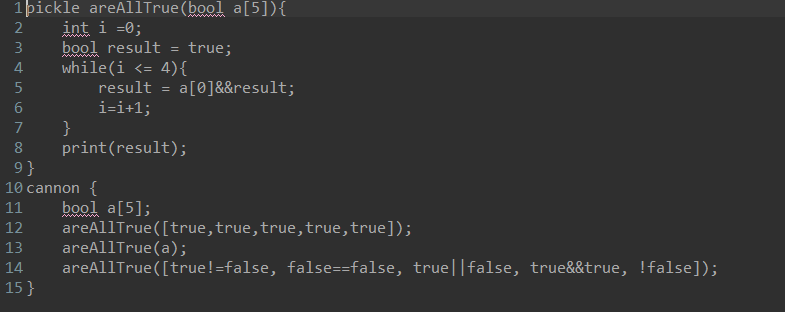 1 pickle areAllTrue(bool a[5]){
2     int i =0;
3     bool result = true;
4     while(i <= 4){
5         result = a[0]&&result;
6         i=i+1;
7     }
8     print(result);
9 }
10 cannon {
11     bool a[5];
12     areAllTrue([true,true,true,true,true]);
13     areAllTrue(a);
14     areAllTrue([true!=false, false==false, true||false, true&&true, !false]);
15 }